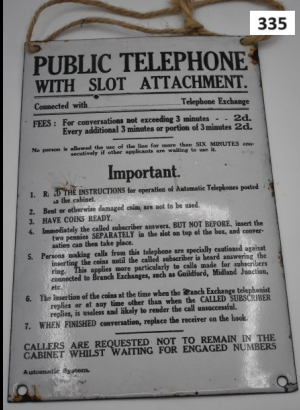 335
PUBLIC TELEPHONE
WITH SLOT ATTACHMENT.
Connected with Telephone Exchange
FEES : For conversations not exceeding 3 minutes - - 2d.
Every additional 3 minutes or portion of 3 minutes 2d.
No person is allowed the use of the line for more than SIX MINUTES con-
secutively if other applicants are waiting to use it.
Important.
1. READ THE INSTRUCTIONS for operation of Automatic Telephones posted
in the cabinet.
2. Bent or otherwise damaged coins are not to be used.
3. HAVE COINS READY.
4. Immediately the called subscriber answers, BUT NOT BEFORE, insert the
two pennies SEPARATELY in the slot on top of the box, and conver-
sation can then take place.
5. Persons making calls from this telephone are specially cautioned against
inserting the coins until the called subscriber is heard answering the
ring. This applies more particularly to calls made for subscribers
connected to Branch Exchanges, such as Guildford, Midland Junction,
etc.
6. The insertion of the coins at the time when the Branch Exchange telephonist
replies or at any time other than when the CALLED SUBSCRIBER
replies, is useless and likely to render the call unsuccessful.
7. WHEN FINISHED conversation, replace the receiver on the hook.
CALLERS ARE REQUESTED NOT TO REMAIN IN THE
CABINET WHILST WAITING FOR ENGAGED NUMBERS
Automatic System.